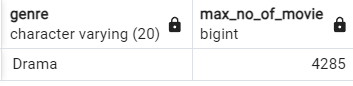 genre max_no_of_movie
character varying (20) bigint
Drama 4285